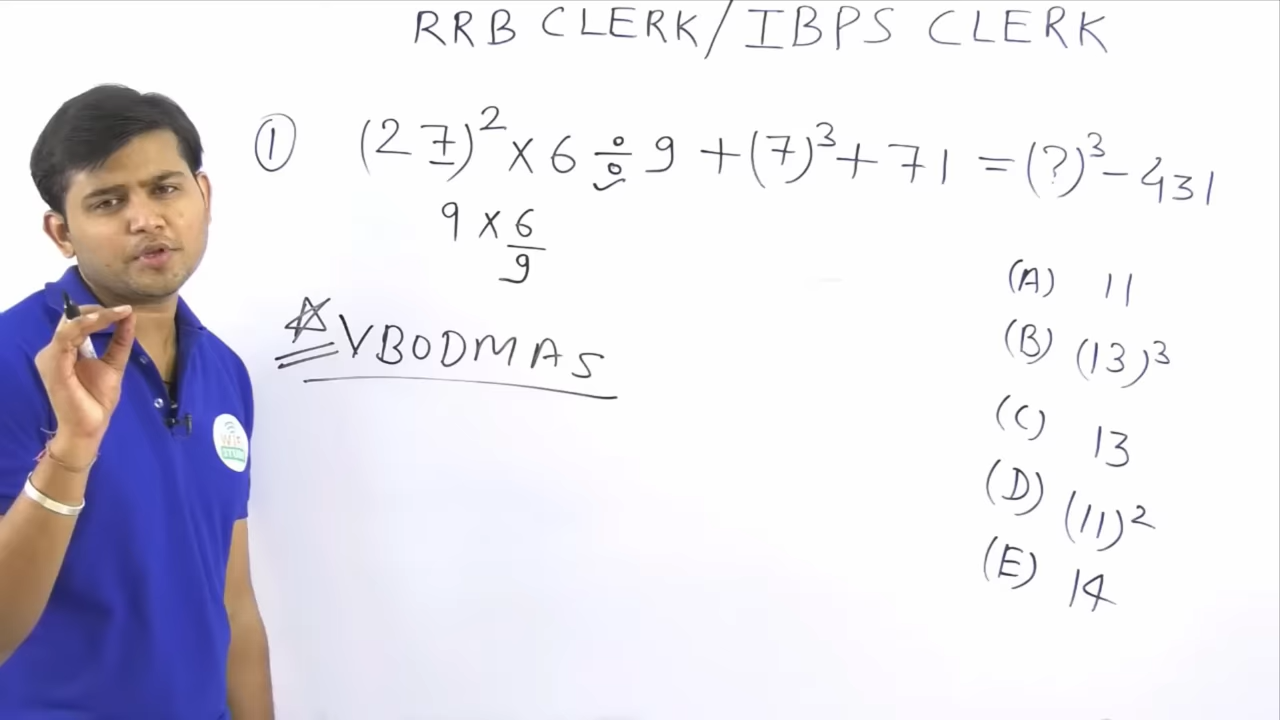 RRB CLERK/IBPS CLERK
① (27)² × 6 ÷ 9 + (7)³ + 71 = (?)³ - 431
9 × 6/9
☆ VBODMAS
(A) 11
(B) (13)³
(C) 13
(D) (11)²
(E) 14